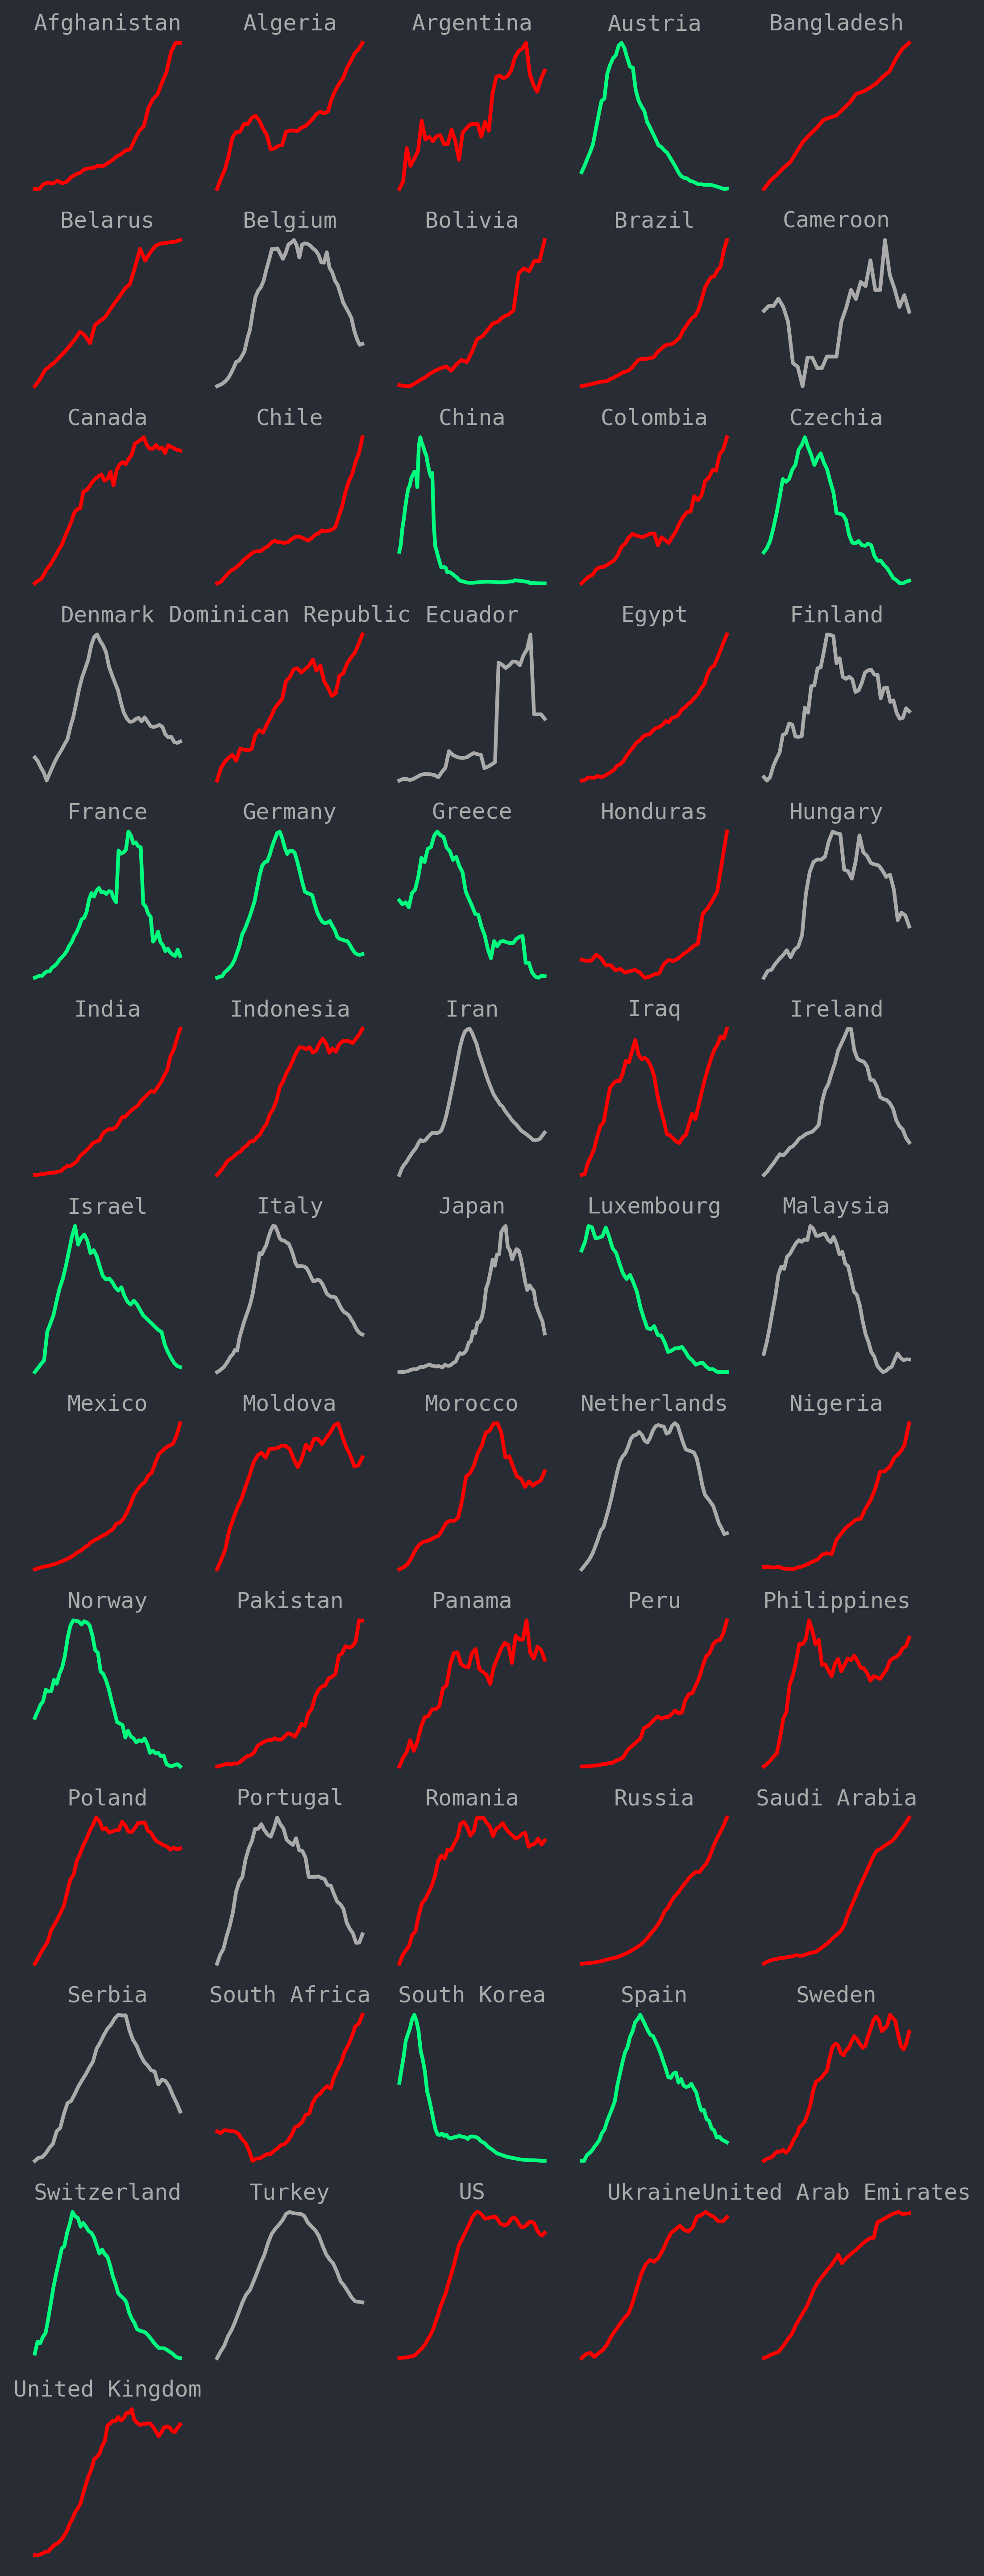 Afghanistan Algeria Argentina Austria Bangladesh
Belarus Belgium Bolivia Brazil Cameroon
Canada Chile China Colombia Czechia
Denmark Dominican Republic Ecuador Egypt Finland
France Germany Greece Honduras Hungary
India Indonesia Iran Iraq Ireland
Israel Italy Japan Luxembourg Malaysia
Mexico Moldova Morocco Netherlands Nigeria
Norway Pakistan Panama Peru Philippines
Poland Portugal Romania Russia Saudi Arabia
Serbia South Africa South Korea Spain Sweden
Switzerland Turkey US Ukraine United Arab Emirates
United Kingdom